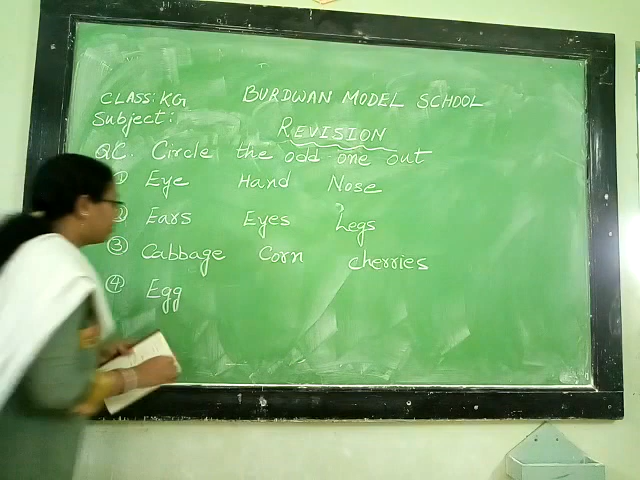 CLASS: KG BURDWAN MODEL SCHOOL
Subject:
REVISION
QC. Circle the odd one out
① Eye Hand Nose
② Ears Eyes Legs
③ Cabbage Corn cherries
④ Egg